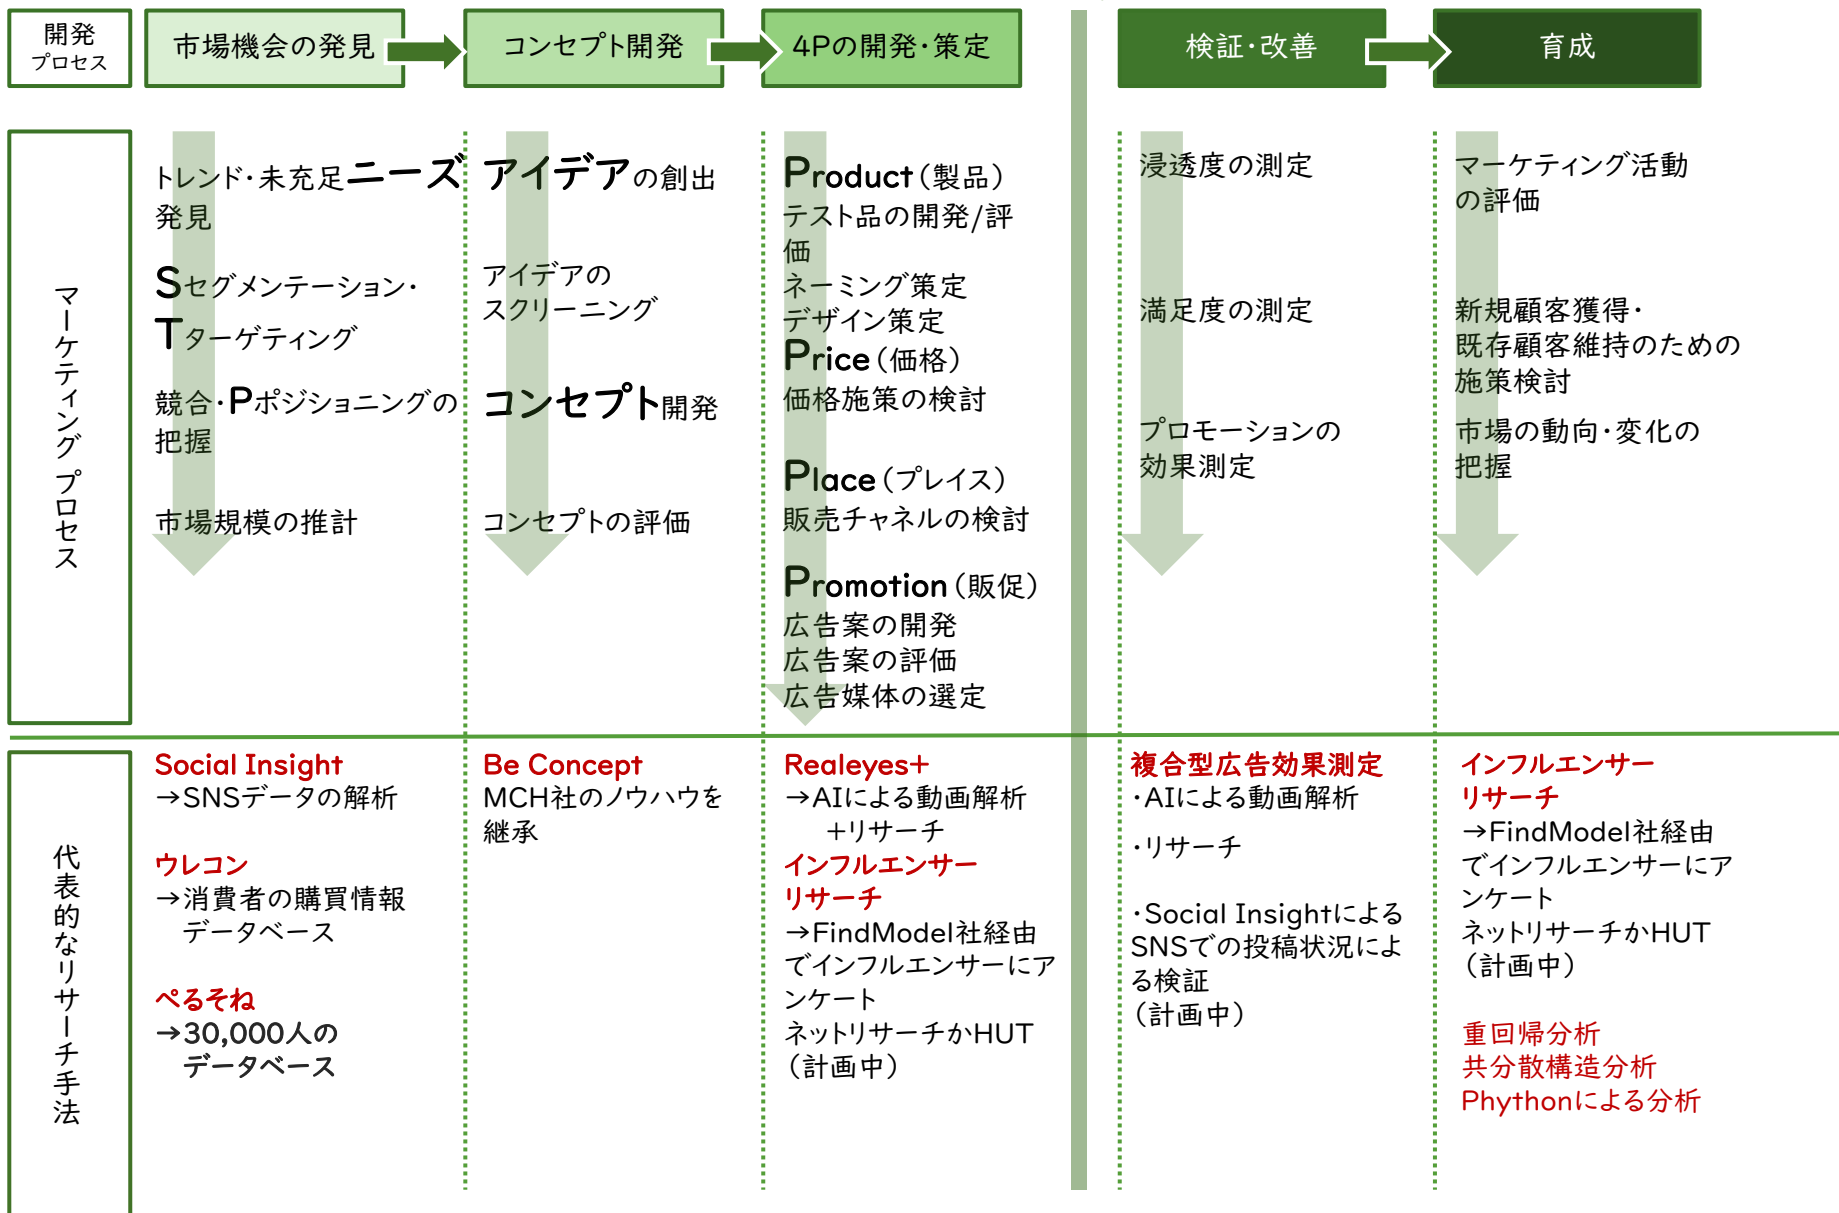 開発
プロセス
市場機会の発見
コンセプト開発
4Pの開発・策定
検証・改善
育成
マーケティング プロセス
トレンド・未充足ニーズ
発見
Sセグメンテーション・
Tターゲティング
競合・Pポジショニングの
把握
市場規模の推計
アイデアの創出
アイデアの
スクリーニング
コンセプト開発
コンセプトの評価
Product（製品）
テスト品の開発/評
価
ネーミング策定
デザイン策定
Price（価格）
価格施策の検討
Place（プレイス）
販売チャネルの検討
Promotion（販促）
広告案の開発
広告案の評価
広告媒体の選定
浸透度の測定
満足度の測定
プロモーションの
効果測定
マーケティング活動
の評価
新規顧客獲得・
既存顧客維持のための
施策検討
市場の動向・変化の
把握
代表的なリサーチ手法
Social Insight
→SNSデータの解析
ウレコン
→消費者の購買情報
データベース
ぺるそね
→30,000人の
データベース
Be Concept
MCH社のノウハウを
継承
Realeyes+
→AIによる動画解析
+リサーチ
インフルエンサー
リサーチ
→FindModel社経由
でインフルエンサーにア
ンケート
ネットリサーチかHUT
（計画中）
複合型広告効果測定
・AIによる動画解析
・リサーチ
・Social Insightによる
SNSでの投稿状況によ
る検証
（計画中）
インフルエンサー
リサーチ
→FindModel社経由
でインフルエンサーにア
ンケート
ネットリサーチかHUT
（計画中）
重回帰分析
共分散構造分析
Phythonによる分析